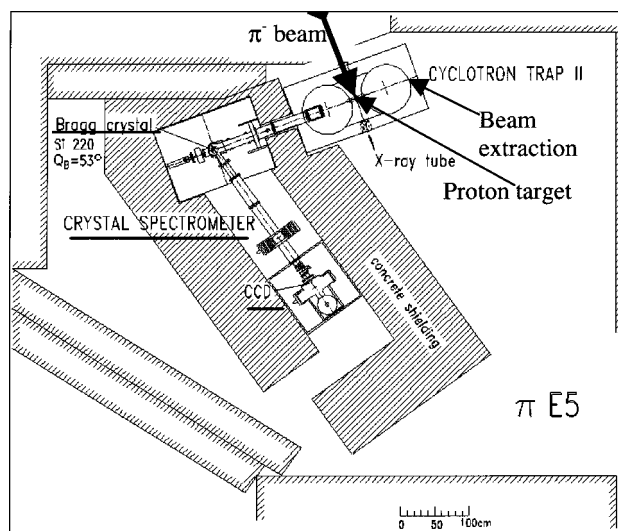 π⁻ beam
CYCLOTRON TRAP II
Bragg crystal
SI 220
Q_B=53°
Beam
extraction
X-ray tube
Proton target
CRYSTAL SPECTROMETER
CCD
concrete shielding
π E5
0 50 100cm